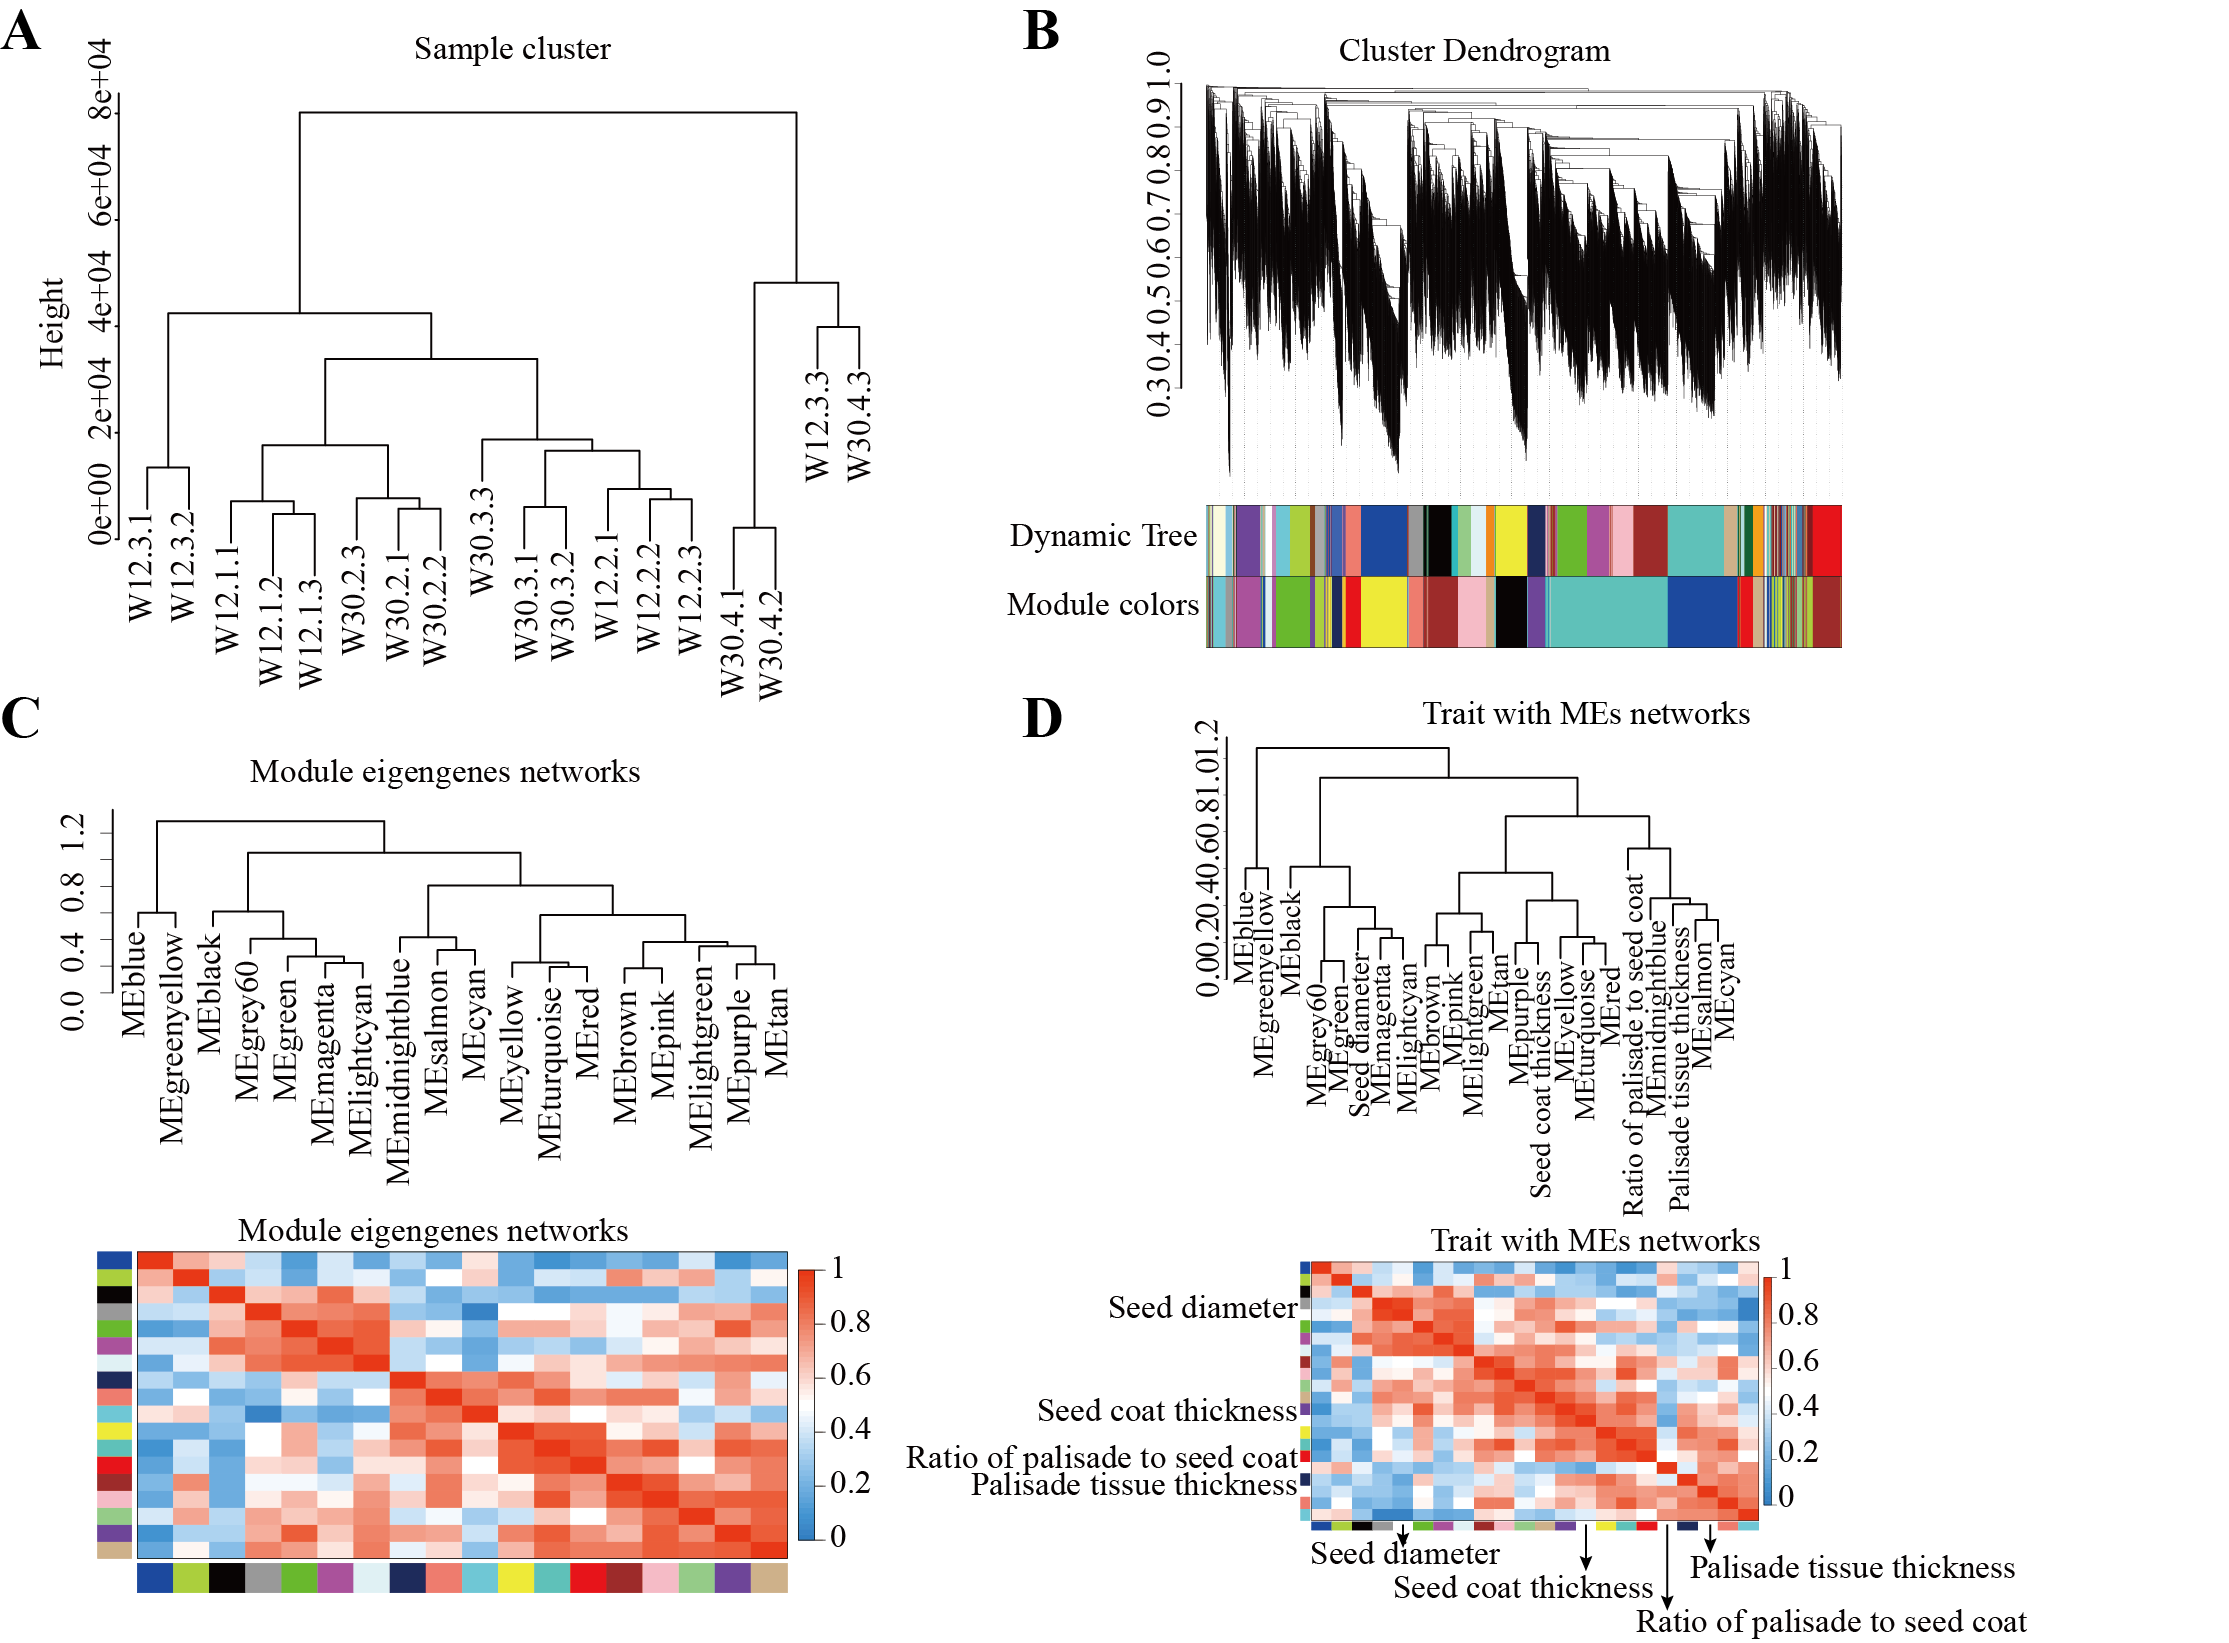 A
Sample cluster
Height
0e+00 2e+04 4e+04 6e+04 8e+04
W12.3.1
W12.3.2
W12.1.1
W12.1.2
W12.1.3
W30.2.3
W30.2.1
W30.2.2
W30.3.3
W30.3.1
W30.3.2
W12.2.1
W12.2.2
W12.2.3
W30.4.1
W30.4.2
W12.3.3
W30.4.3
B
Cluster Dendrogram
0.3 0.4 0.5 0.6 0.7 0.8 0.9 1.0
Dynamic Tree
Module colors
C
Module eigengenes networks
0.0 0.4 0.8 1.2
MEblue
MEgreenyellow
MEblack
MEgrey60
MEgreen
MEmagenta
MElightcyan
MEmidnightblue
MEsalmon
MEcyan
MEyellow
MEturquoise
MEred
MEbrown
MEpink
MElightgreen
MEpurple
MEtan
Module eigengenes networks
1
0.8
0.6
0.4
0.2
0
D
Trait with MEs networks
0.0 0.2 0.4 0.6 0.8 1.0 1.2
MEblue
MEgreenyellow
MEblack
MEgrey60
MEgreen
Seed diameter
MEmagenta
MElightcyan
MEbrown
MEpink
MElightgreen
MEtan
MEpurple
Seed coat thickness
MEyellow
MEturquoise
MEred
Ratio of palisade to seed coat
MEmidnightblue
Palisade tissue thickness
MEsalmon
MEcyan
Trait with MEs networks
Seed diameter
Seed coat thickness
Ratio of palisade to seed coat
Palisade tissue thickness
1
0.8
0.6
0.4
0.2
0
Seed diameter
Seed coat thickness
Palisade tissue thickness
Ratio of palisade to seed coat